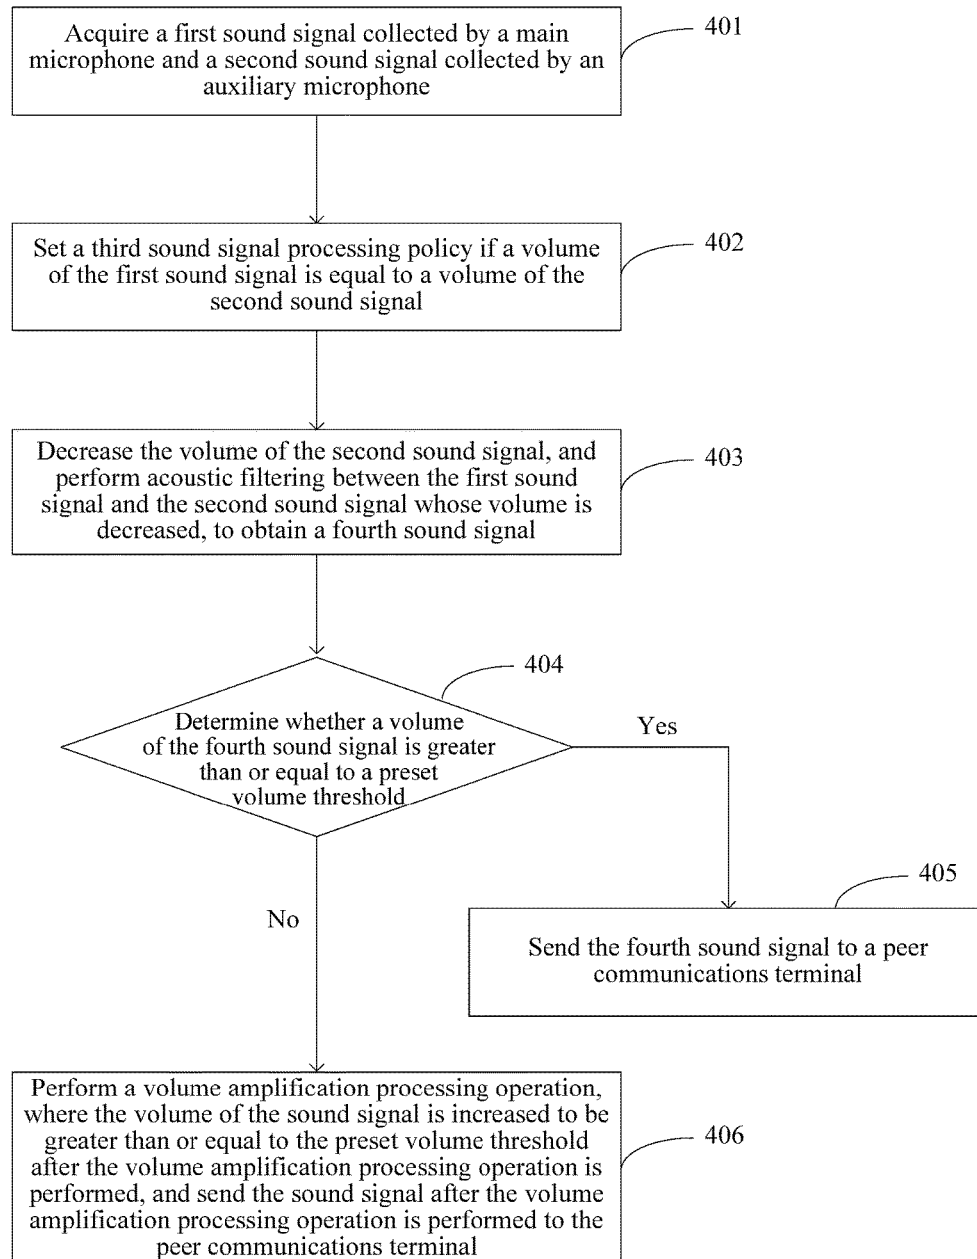 Acquire a first sound signal collected by a main
microphone and a second sound signal collected by an
auxiliary microphone
401
Set a third sound signal processing policy if a volume
of the first sound signal is equal to a volume of the
second sound signal
402
Decrease the volume of the second sound signal, and
perform acoustic filtering between the first sound
signal and the second sound signal whose volume is
decreased, to obtain a fourth sound signal
403
404
Determine whether a volume
of the fourth sound signal is greater
than or equal to a preset
volume threshold
Yes
405
No
Send the fourth sound signal to a peer
communications terminal
Perform a volume amplification processing operation,
where the volume of the sound signal is increased to be
greater than or equal to the preset volume threshold
after the volume amplification processing operation is
performed, and send the sound signal after the volume
amplification processing operation is performed to the
peer communications terminal
406